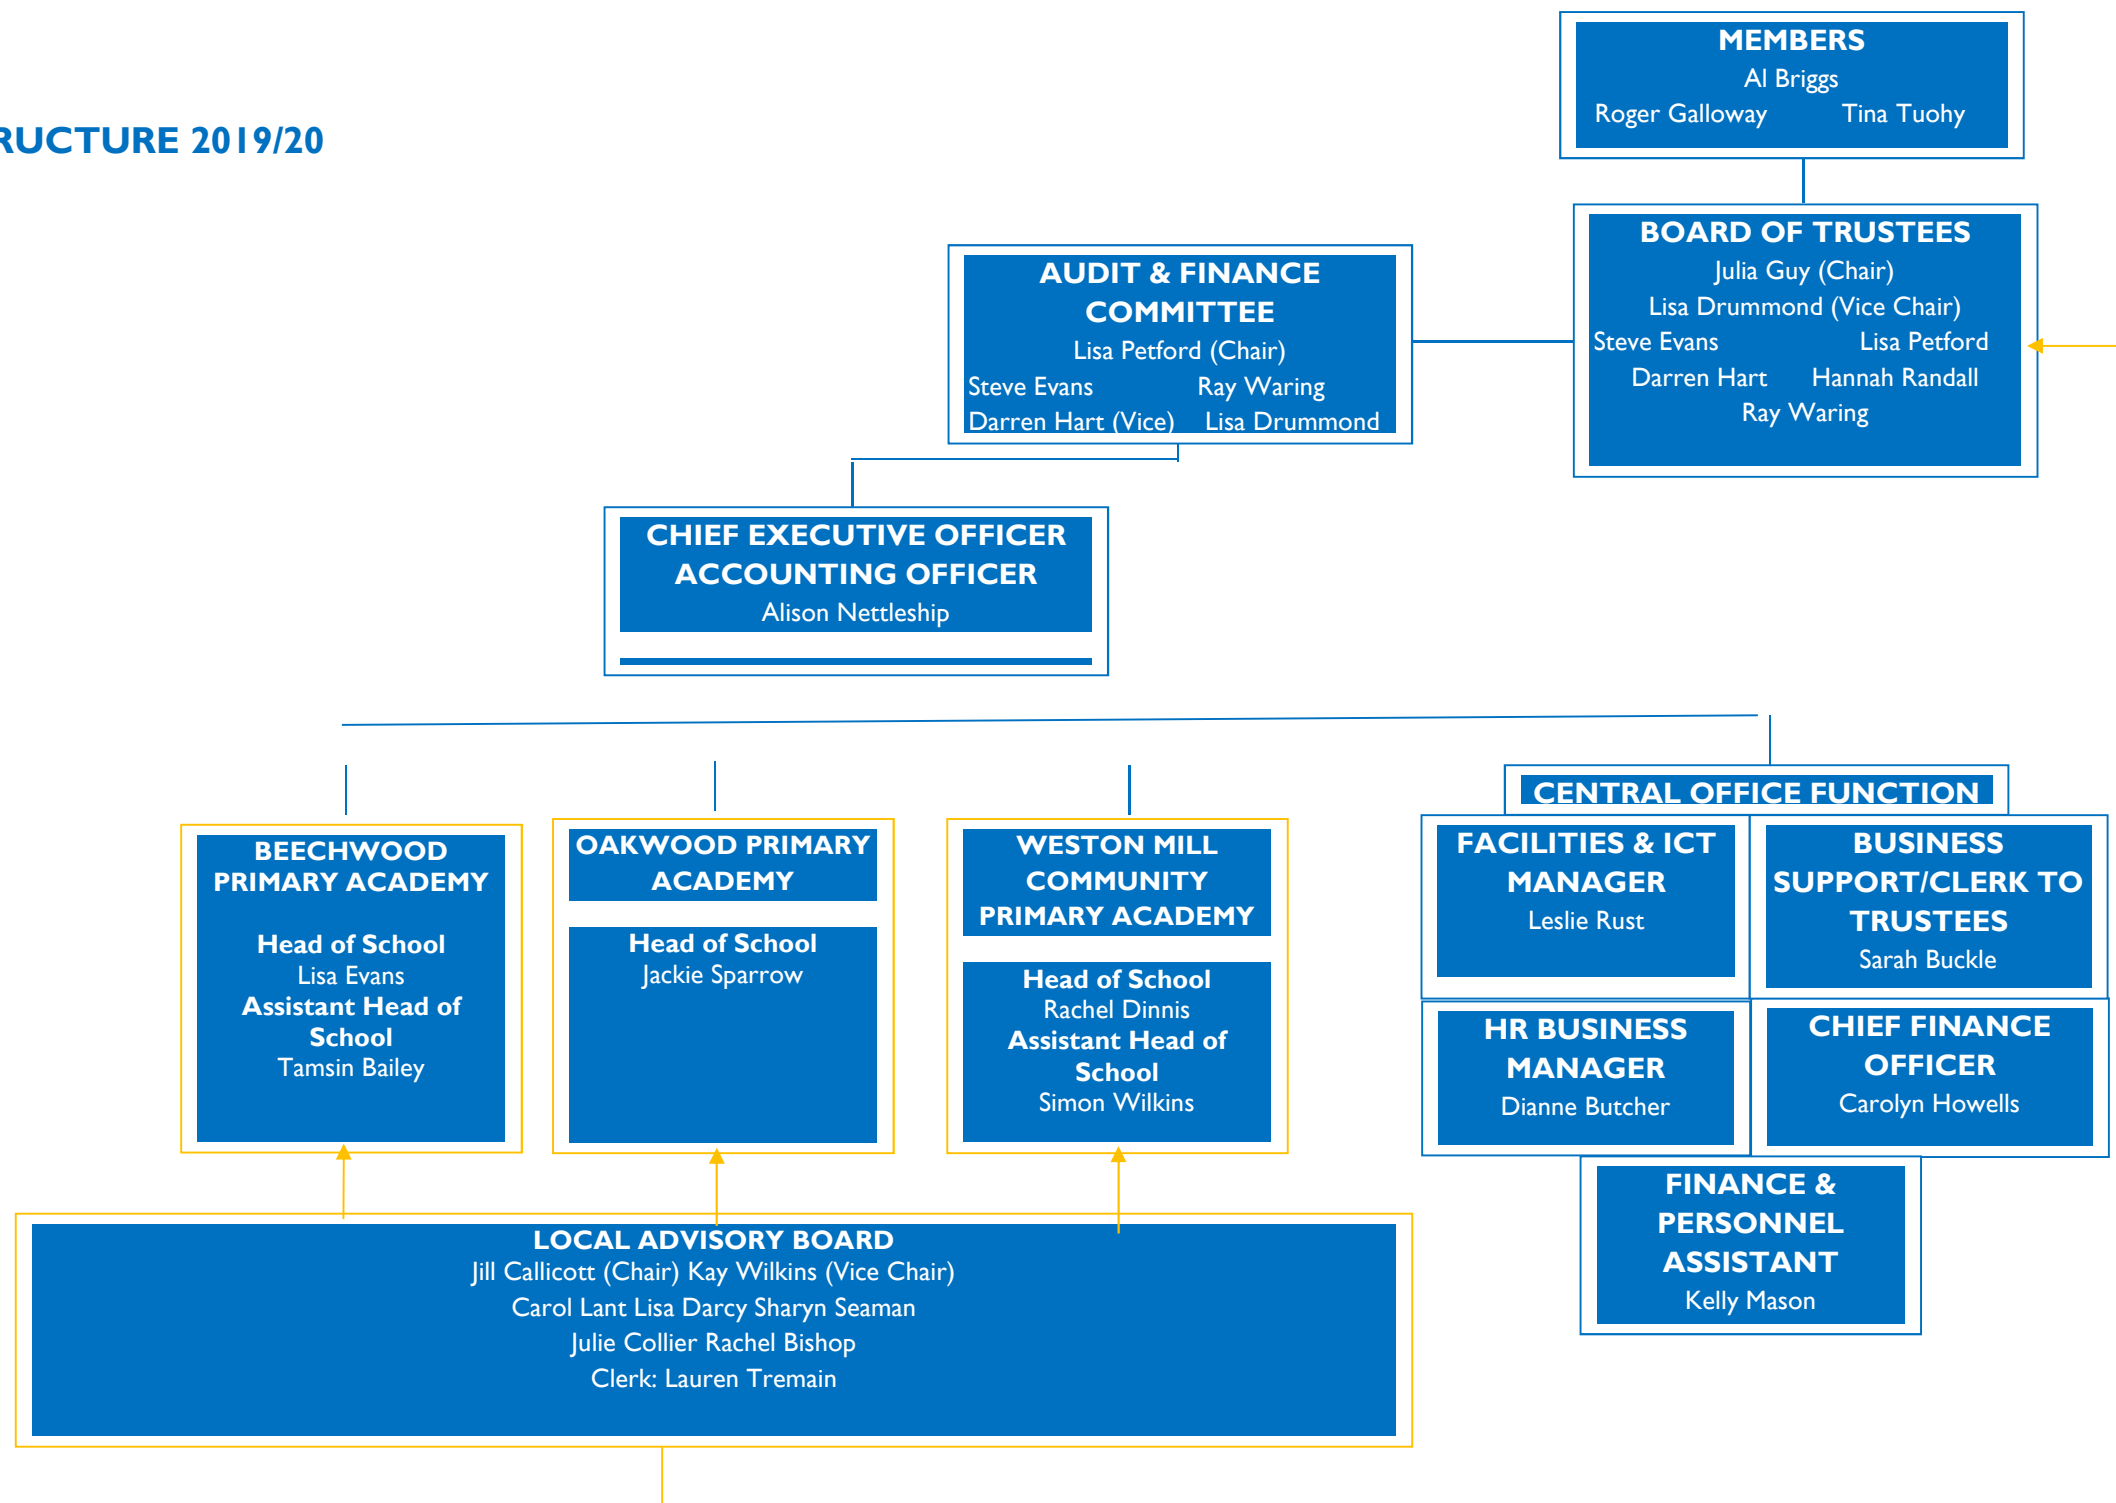 MEMBERS
Al Briggs
Roger Galloway Tina Tuohy
RUCTURE 2019/20
BOARD OF TRUSTEES
Julia Guy (Chair)
Lisa Drummond (Vice Chair)
Steve Evans Lisa Petford
Darren Hart Hannah Randall
Ray Waring
AUDIT & FINANCE
COMMITTEE
Lisa Petford (Chair)
Steve Evans Ray Waring
Darren Hart (Vice) Lisa Drummond
CHIEF EXECUTIVE OFFICER
ACCOUNTING OFFICER
Alison Nettleship
BEECHWOOD
PRIMARY ACADEMY
Head of School
Lisa Evans
Assistant Head of
School
Tamsin Bailey
OAKWOOD PRIMARY
ACADEMY
Head of School
Jackie Sparrow
WESTON MILL
COMMUNITY
PRIMARY ACADEMY
Head of School
Rachel Dinnis
Assistant Head of
School
Simon Wilkins
CENTRAL OFFICE FUNCTION
FACILITIES & ICT
MANAGER
Leslie Rust
BUSINESS
SUPPORT/CLERK TO
TRUSTEES
Sarah Buckle
HR BUSINESS
MANAGER
Dianne Butcher
CHIEF FINANCE
OFFICER
Carolyn Howells
FINANCE &
PERSONNEL
ASSISTANT
Kelly Mason
LOCAL ADVISORY BOARD
Jill Callicott (Chair) Kay Wilkins (Vice Chair)
Carol Lant Lisa Darcy Sharyn Seaman
Julie Collier Rachel Bishop
Clerk: Lauren Tremain